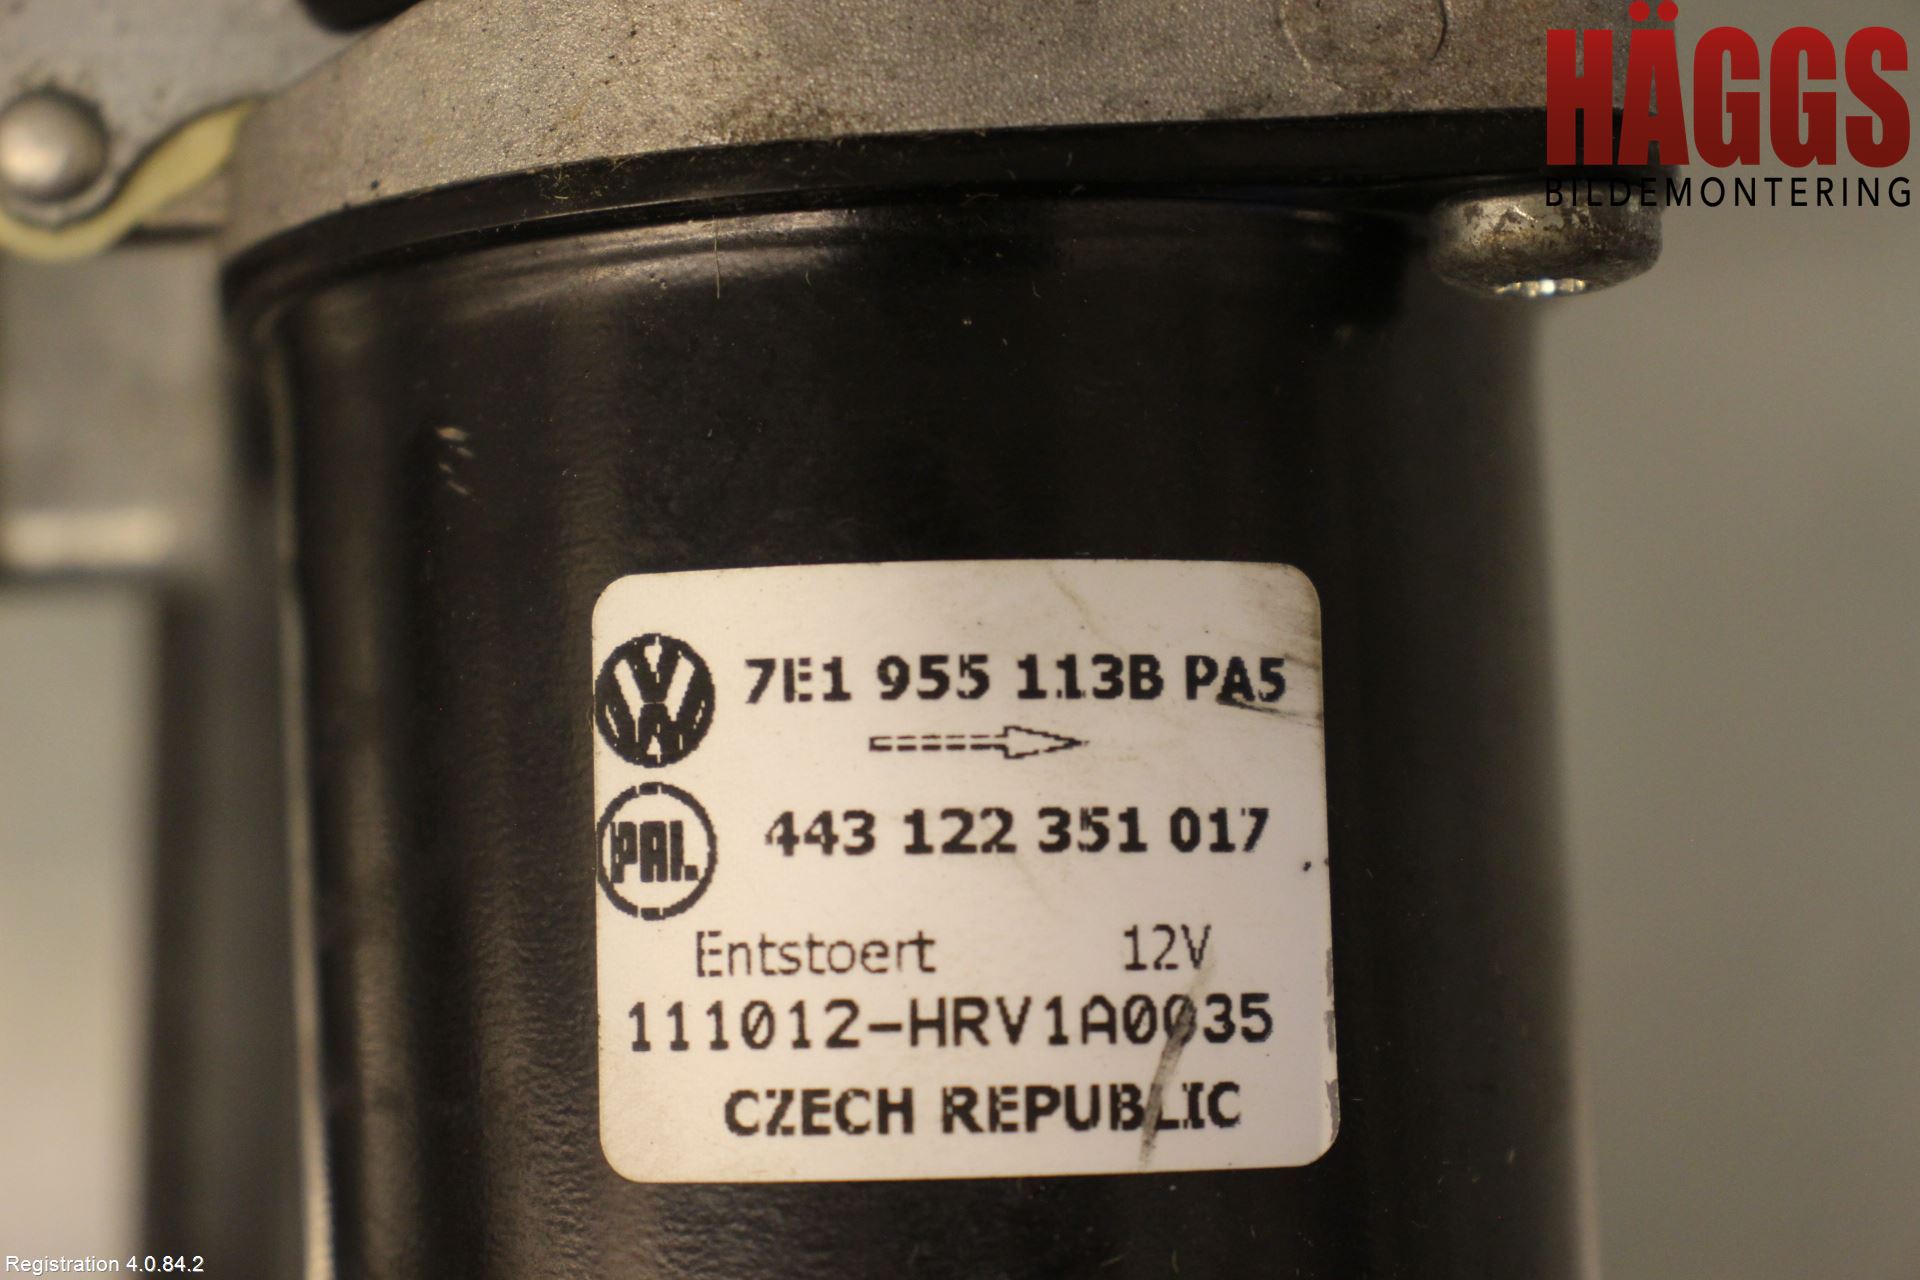 HÄGGS
BILDEMONTERING
7E1 955 113B PA5
443 122 351 017
PAL
Entstoert 12V
111012-HRV1A0035
CZECH REPUBLIC
Registration 4.0.84.2